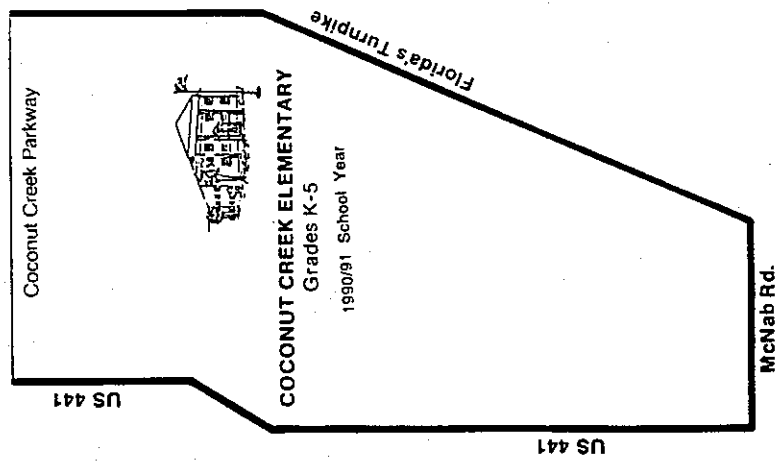 Coconut Creek Parkway
Florida's Turnpike
US 441
COCONUT CREEK ELEMENTARY
Grades K-5
1990/91 School Year
US 441
McNab Rd.